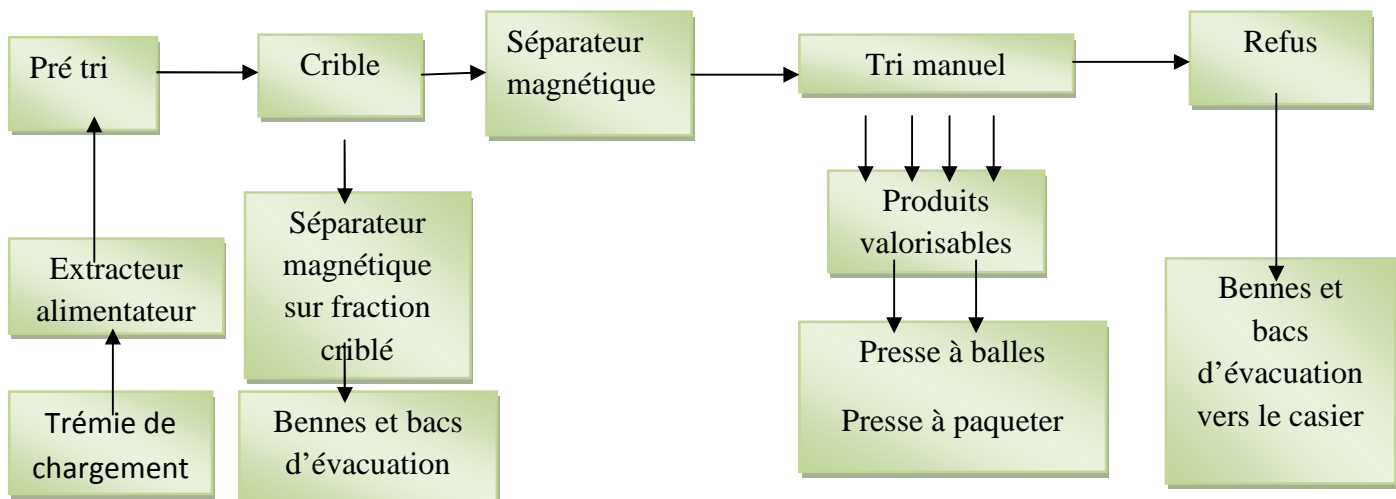 Pré tri
Crible
Séparateur
magnétique
Tri manuel
Refus
Extracteur
alimentateur
Séparateur
magnétique
sur fraction
criblé
Produits
valorisables
Bennes et
bacs
d’évacuation
vers le casier
Trémie de
chargement
Bennes et bacs
d’évacuation
Presse à balles
Presse à paqueter